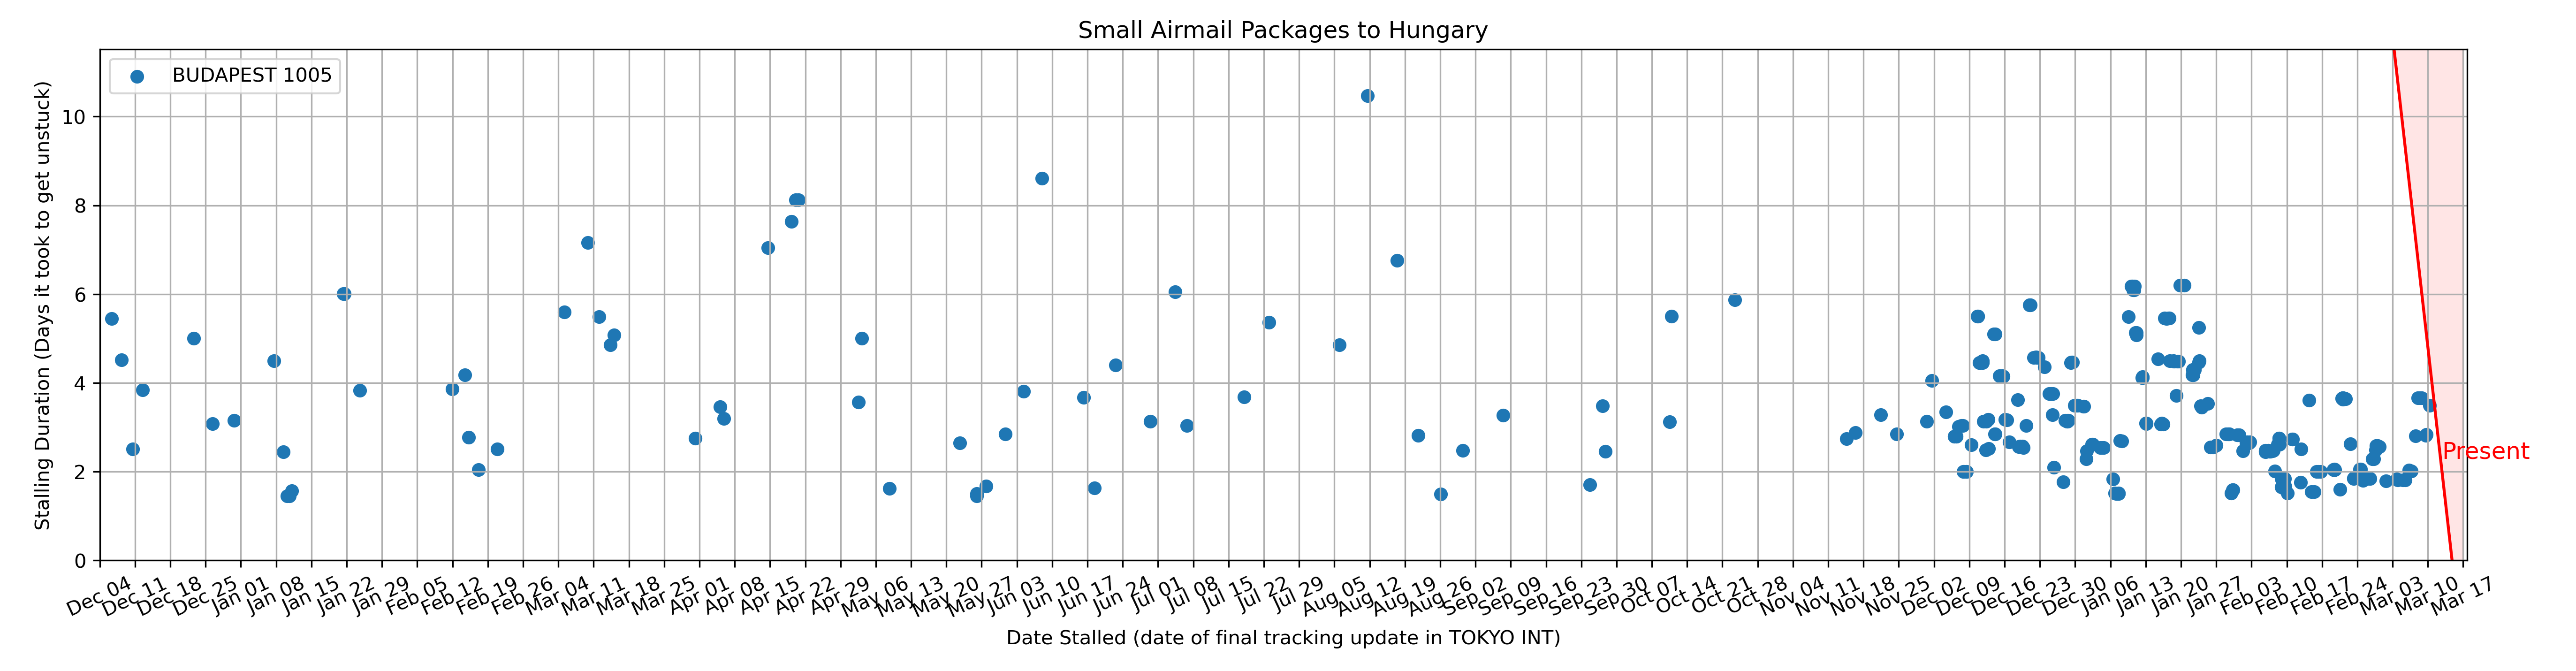 Small Airmail Packages to Hungary
BUDAPEST 1005
Stalling Duration (Days it took to get unstuck)
10
8
6
4
2
0
Present
Dec 04
Dec 11
Dec 18
Dec 25
Jan 01
Jan 08
Jan 15
Jan 22
Jan 29
Feb 05
Feb 12
Feb 19
Feb 26
Mar 04
Mar 11
Mar 18
Mar 25
Apr 01
Apr 08
Apr 15
Apr 22
Apr 29
May 06
May 13
May 20
May 27
Jun 03
Jun 10
Jun 17
Jun 24
Jul 01
Jul 08
Jul 15
Jul 22
Jul 29
Aug 05
Aug 12
Aug 19
Aug 26
Sep 02
Sep 09
Sep 16
Sep 23
Sep 30
Oct 07
Oct 14
Oct 21
Oct 28
Nov 04
Nov 11
Nov 18
Nov 25
Dec 02
Dec 09
Dec 16
Dec 23
Dec 30
Jan 06
Jan 13
Jan 20
Jan 27
Feb 03
Feb 10
Feb 17
Feb 24
Mar 03
Mar 10
Mar 17
Date Stalled (date of final tracking update in TOKYO INT)